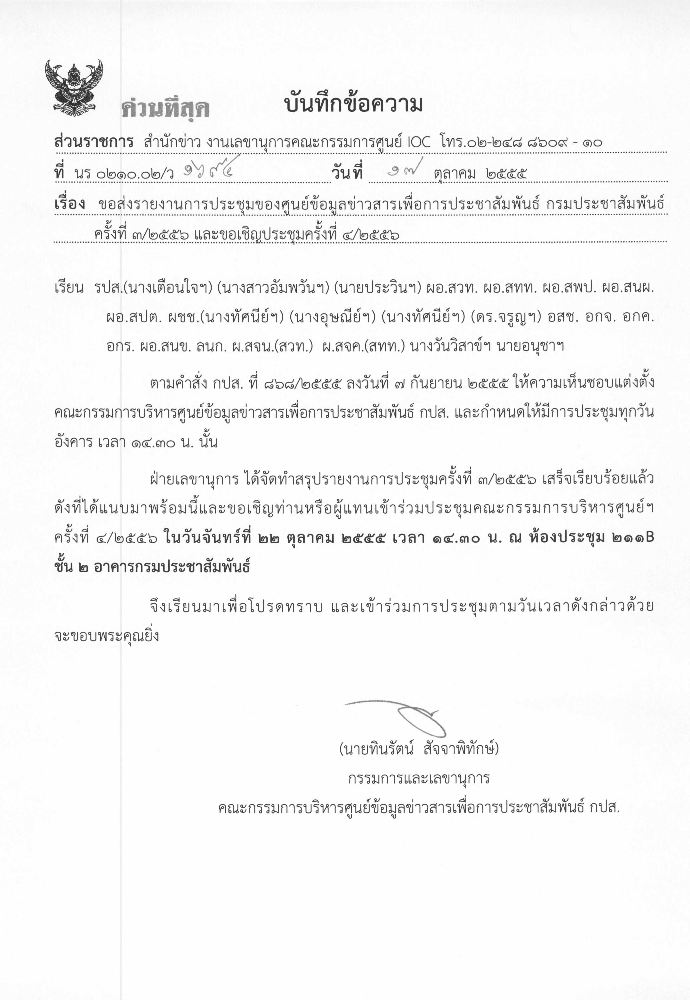 ด่วนที่สุด
บันทึกข้อความ
ส่วนราชการ สำนักข่าว งานเลขานุการคณะกรรมการศูนย์ IOC โทร.๐๒-๒๔๘ ๘๖๐๙ - ๑๐
ที่ นร ๐๒๑๐.๐๒/ว ๑๖๙๔ วันที่ ๑๗ ตุลาคม ๒๕๕๕
เรื่อง ขอส่งรายงานการประชุมของศูนย์ข้อมูลข่าวสารเพื่อการประชาสัมพันธ์ กรมประชาสัมพันธ์
ครั้งที่ ๓/๒๕๕๖ และขอเชิญประชุมครั้งที่ ๔/๒๕๕๖
เรียน รปส.(นางเตือนใจฯ) (นางสาวอัมพวันฯ) (นายประวินฯ) ผอ.สวท. ผอ.สทท. ผอ.สพป. ผอ.สนผ.
ผอ.สปต. ผชช.(นางทัศนีย์ฯ) (นางอุษณีย์ฯ) (นางทัศนีย์ฯ) (ดร.จรูญฯ) อสช. อกจ. อกค.
อกร. ผอ.สนข. ลนก. ผ.สจน.(สวท.) ผ.สจค.(สทท.) นางวันวิสาข์ฯ นายอนุชาฯ
ตามคำสั่ง กปส. ที่ ๘๖๘/๒๕๕๕ ลงวันที่ ๗ กันยายน ๒๕๕๕ ให้ความเห็นชอบแต่งตั้ง
คณะกรรมการบริหารศูนย์ข้อมูลข่าวสารเพื่อการประชาสัมพันธ์ กปส. และกำหนดให้มีการประชุมทุกวัน
อังคาร เวลา ๑๔.๓๐ น. นั้น
ฝ่ายเลขานุการ ได้จัดทำสรุปรายงานการประชุมครั้งที่ ๓/๒๕๕๖ เสร็จเรียบร้อยแล้ว
ดังที่ได้แนบมาพร้อมนี้และขอเชิญท่านหรือผู้แทนเข้าร่วมประชุมคณะกรรมการบริหารศูนย์ฯ
ครั้งที่ ๔/๒๕๕๖ ในวันจันทร์ที่ ๒๒ ตุลาคม ๒๕๕๕ เวลา ๑๔.๓๐ น. ณ ห้องประชุม ๒๑๑B
ชั้น ๒ อาคารกรมประชาสัมพันธ์
จึงเรียนมาเพื่อโปรดทราบ และเข้าร่วมการประชุมตามวันเวลาดังกล่าวด้วย
จะขอบพระคุณยิ่ง
(นายทินรัตน์ สัจจาพิทักษ์)
กรรมการและเลขานุการ
คณะกรรมการบริหารศูนย์ข้อมูลข่าวสารเพื่อการประชาสัมพันธ์ กปส.